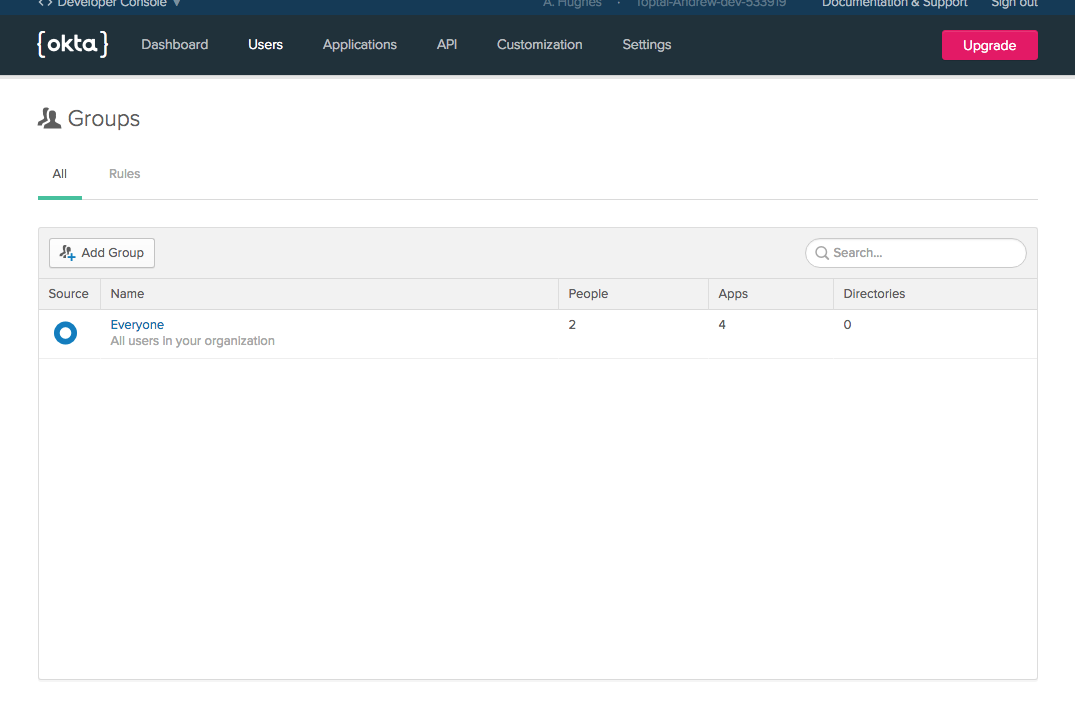 <> Developer Console ▼ A. Hughes · Toptal-Andrew-dev-533919 Documentation & Support Sign out
{okta} Dashboard Users Applications API Customization Settings Upgrade
Groups
All Rules
Add Group Search...
Source Name People Apps Directories
Everyone 2 4 0
All users in your organization